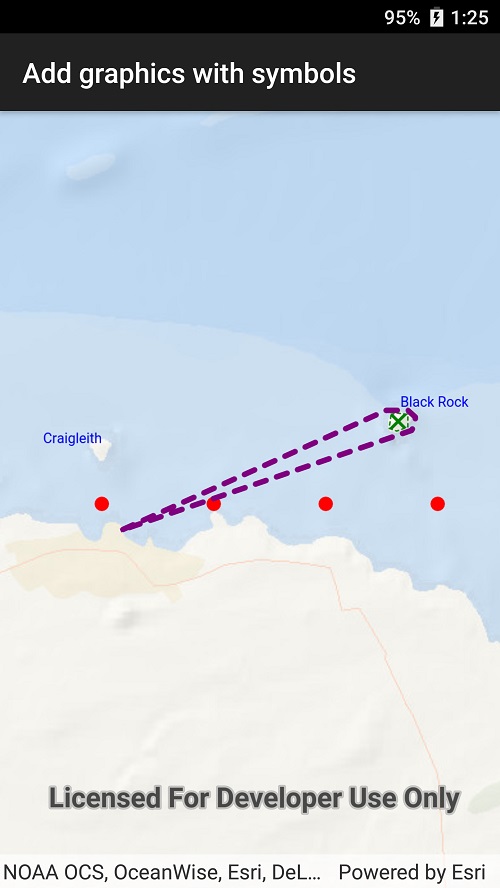 95% 1:25
Add graphics with symbols
Black Rock
Craigleith
Licensed For Developer Use Only
NOAA OCS, OceanWise, Esri, DeL... Powered by Esri